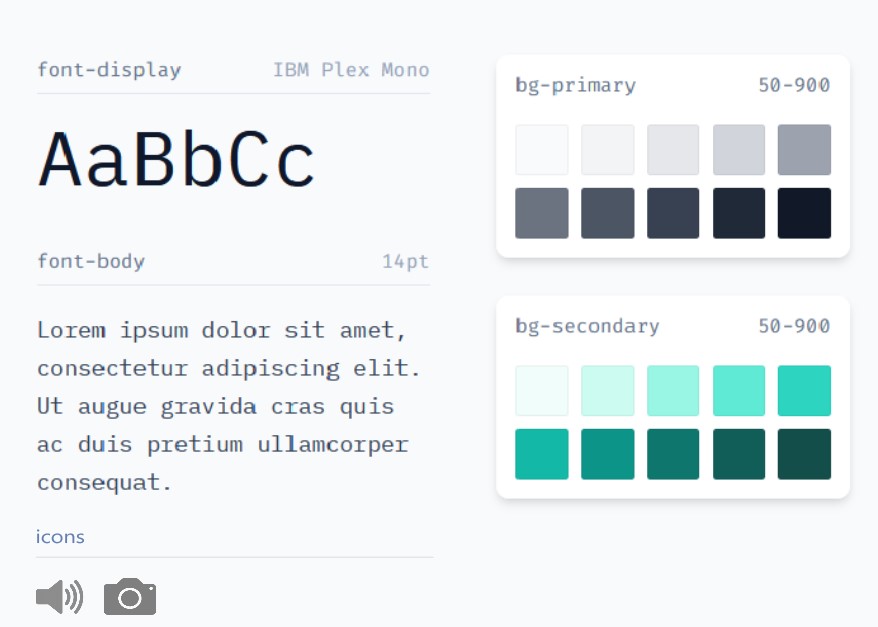 font-display IBM Plex Mono
AaBbCc
font-body 14pt
Lorem ipsum dolor sit amet,
consectetur adipiscing elit.
Ut augue gravida cras quis
ac duis pretium ullamcorper
consequat.
icons
bg-primary 50-900
bg-secondary 50-900